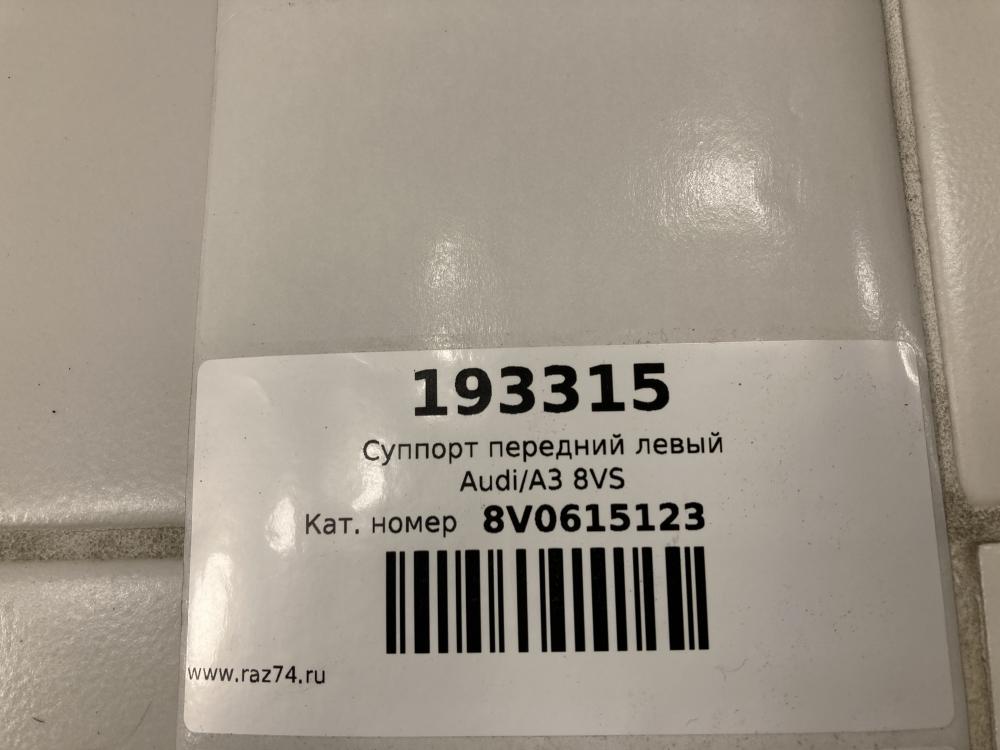 193315
Суппорт передний левый
Audi/A3 8VS
Кат. номер 8V0615123
www.raz74.ru